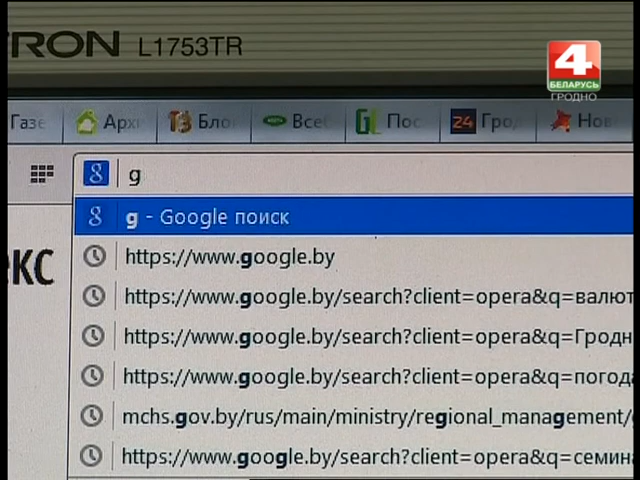 TRON L1753TR
4
БЕЛАРУСЬ
ГРОДНО
Газе Архи Бло Все Пос 24 Грод Нов
g
g - Google поиск
екс
https://www.google.by
https://www.google.by/search?client=opera&q=валют
https://www.google.by/search?client=opera&q=Гродн
https://www.google.by/search?client=opera&q=погода
mchs.gov.by/rus/main/ministry/regional_management/
https://www.google.by/search?client=opera&q=семина